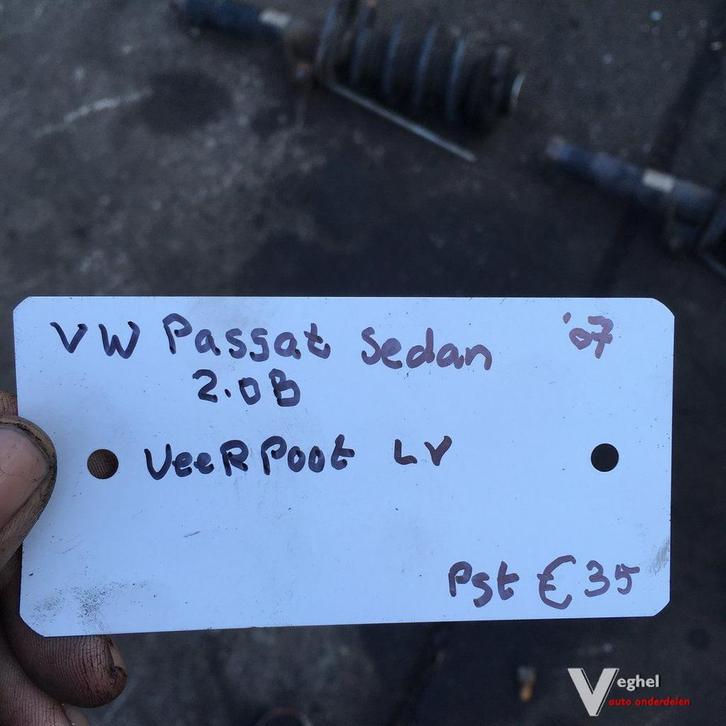 VW Passat Sedan '07
2.0B
VeeRPoot LV
Pst €35
Veghel
auto onderdelen